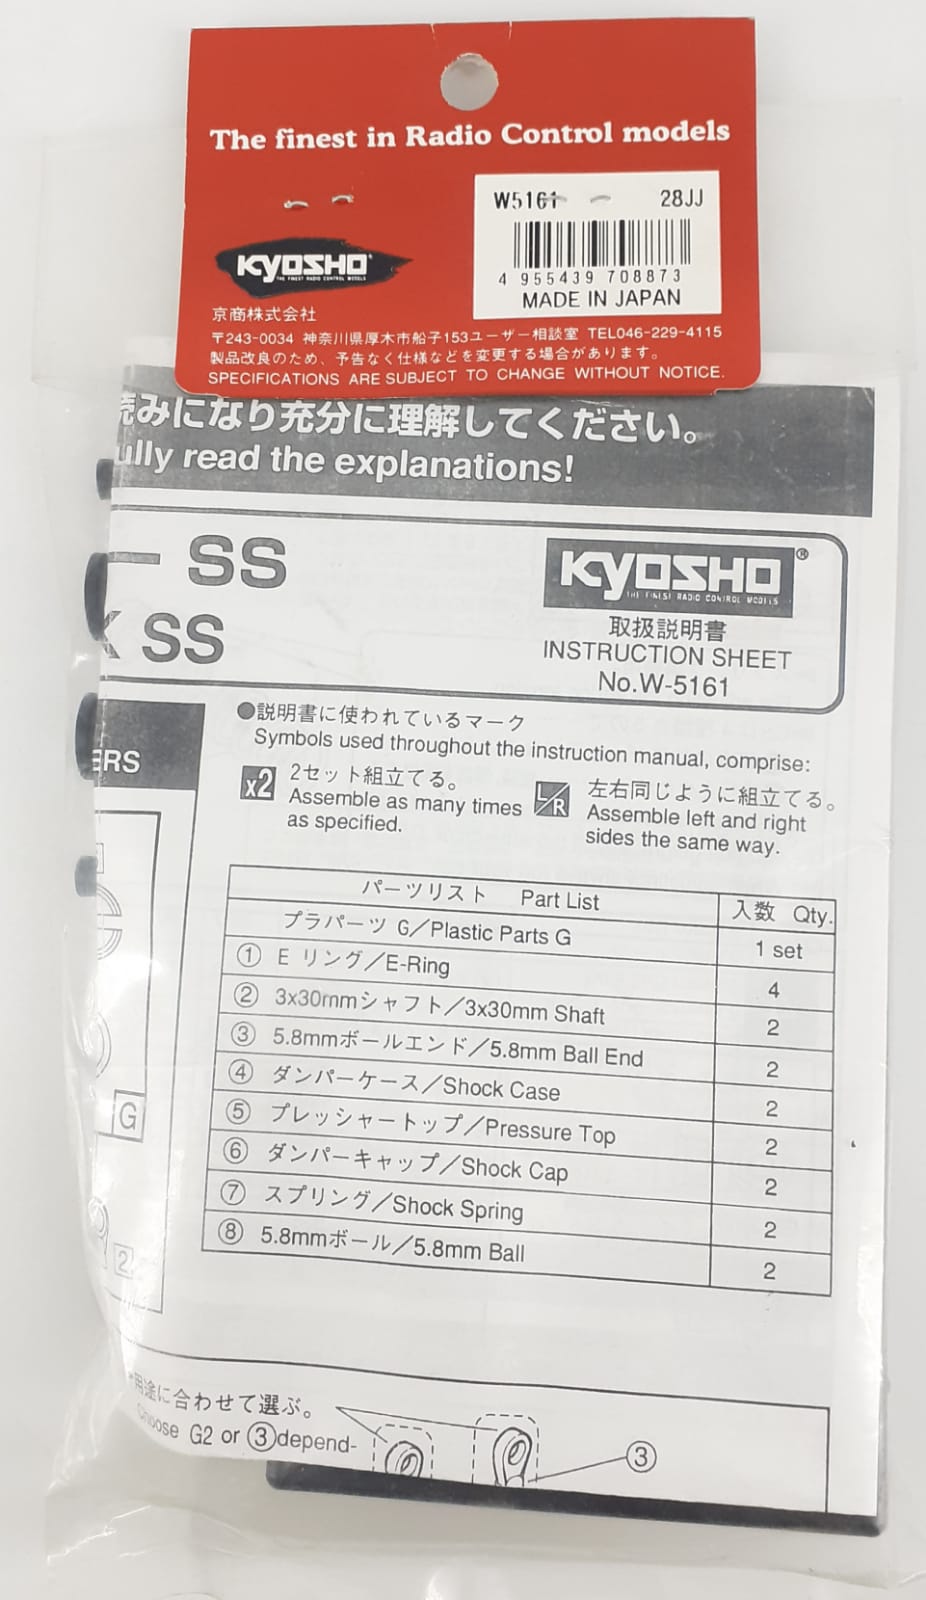 The finest in Radio Control models
W5161 28JJ
4 955439 708873
MADE IN JAPAN
KYOSHO
THE FINEST RADIO CONTROL MODELS
京商株式会社
〒243-0034 神奈川県厚木市船子153ユーザー相談室 TEL046-229-4115
製品改良のため、予告なく仕様などを変更する場合があります。
SPECIFICATIONS ARE SUBJECT TO CHANGE WITHOUT NOTICE.
読みになり充分に理解してください。
ully read the explanations!
ー SS
K SS
KYOSHO®
THE FINEST RADIO CONTROL MODELS
取扱説明書
INSTRUCTION SHEET
No.W-5161
ERS
●説明書に使われているマーク
Symbols used throughout the instruction manual, comprise:
x2 2セット組立てる。
Assemble as many times
as specified.
L/R 左右同じように組立てる。
Assemble left and right
sides the same way.
パーツリスト Part List 入数 Qty.
プラパーツ G/Plastic Parts G 1 set
① E リング/E-Ring 4
② 3x30mmシャフト/3x30mm Shaft 2
③ 5.8mmボールエンド/5.8mm Ball End 2
④ ダンパーケース/Shock Case 2
⑤ プレッシャートップ/Pressure Top 2
⑥ ダンパーキャップ/Shock Cap 2
⑦ スプリング/Shock Spring 2
⑧ 5.8mmボール/5.8mm Ball 2
G
2
用途に合わせて選ぶ。
Choose G2 or ③depend-
③